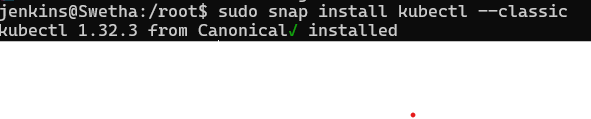 jenkins@Swetha:/root$ sudo snap install kubectl --classic
kubectl 1.32.3 from Canonical✓ installed